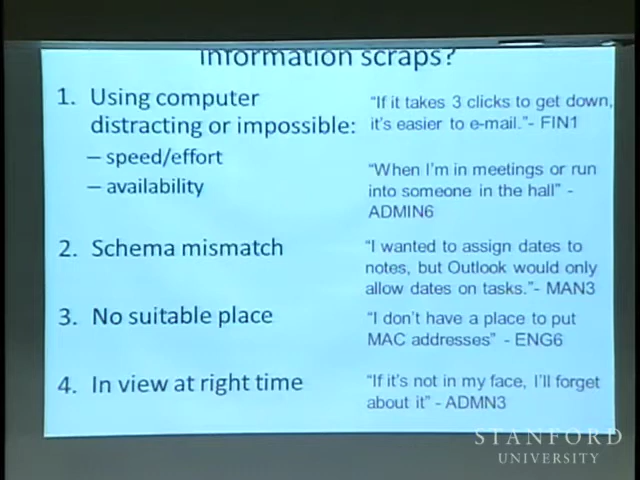 Information scraps?
1. Using computer
distracting or impossible:
– speed/effort
– availability
2. Schema mismatch
3. No suitable place
4. In view at right time
"If it takes 3 clicks to get down,
it's easier to e-mail."- FIN1
"When I'm in meetings or run
into someone in the hall" -
ADMIN6
"I wanted to assign dates to
notes, but Outlook would only
allow dates on tasks."- MAN3
"I don't have a place to put
MAC addresses" - ENG6
"If it's not in my face, I'll forget
about it" - ADMN3
STANFORD
UNIVERSITY